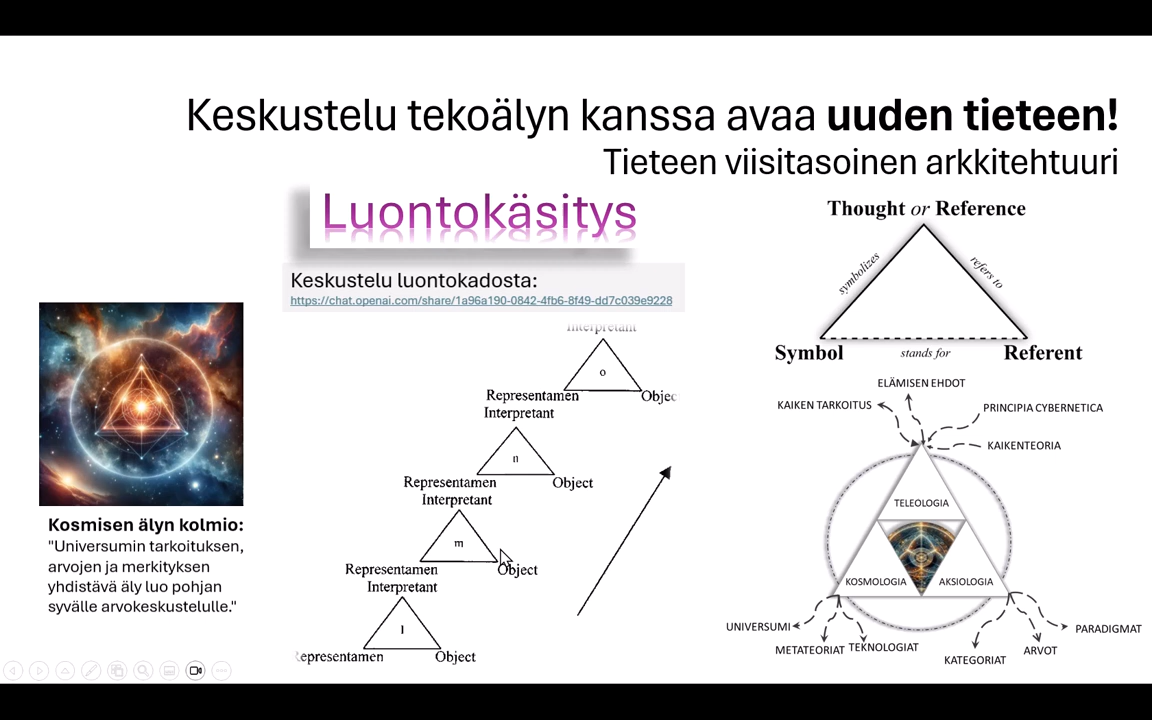 Keskustelu tekoälyn kanssa avaa uuden tieteen!
Tieteen viisitasoinen arkkitehtuuri
Luontokäsitys
Keskustelu luontokadosta:
https://chat.openai.com/share/1a96a190-0842-4fb6-8f49-dd7c039e9228
Kosmisen älyn kolmio:
"Universumin tarkoituksen,
arvojen ja merkityksen
yhdistävä äly luo pohjan
syvälle arvokeskustelulle."
Interpretant
o
Representamen Objec
Interpretant
n
Representamen Object
Interpretant
m
Representamen Object
Interpretant
l
epresentamen Object
Thought or Reference
symbolizes
refers to
Symbol stands for Referent
ELÄMISEN EHDOT
KAIKEN TARKOITUS
PRINCIPIA CYBERNETICA
KAIKENTEORIA
TELEOLOGIA
KOSMOLOGIA AKSIOLOGIA
UNIVERSUMI
METATEORIAT TEKNOLOGIAT
KATEGORIAT
ARVOT
PARADIGMAT